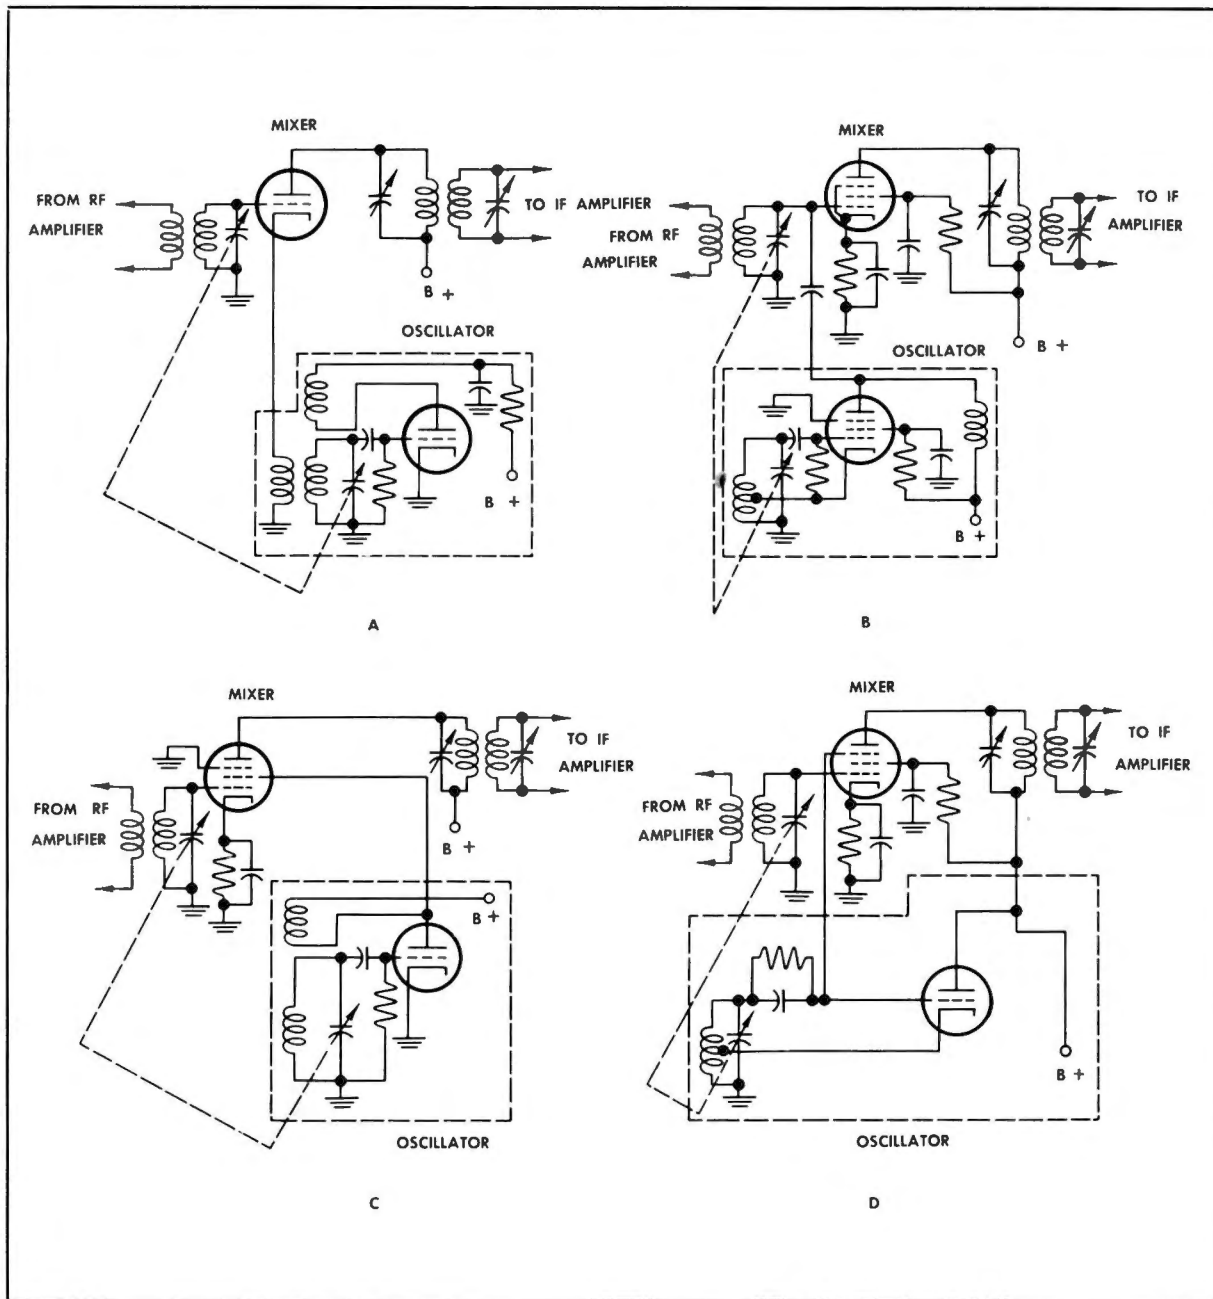 MIXER
FROM RF
AMPLIFIER
TO IF AMPLIFIER
B +
OSCILLATOR
B +
A
MIXER
FROM RF
AMPLIFIER
TO IF
AMPLIFIER
B +
OSCILLATOR
B +
B
MIXER
FROM RF
AMPLIFIER
TO IF
AMPLIFIER
B +
B +
OSCILLATOR
C
MIXER
FROM RF
AMPLIFIER
TO IF
AMPLIFIER
B +
OSCILLATOR
D